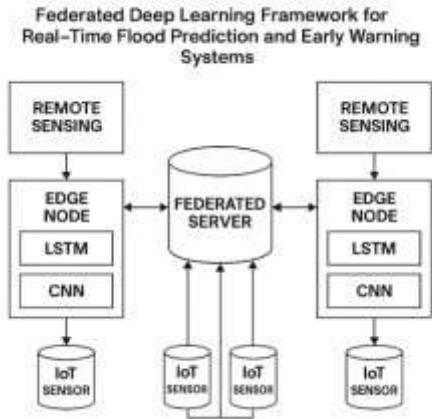 Federated Deep Learning Framework for
Real-Time Flood Prediction and Early Warning
Systems
REMOTE
SENSING
EDGE
NODE
LSTM
CNN
IoT
SENSOR
FEDERATED
SERVER
IoT
SENSOR
IoT
SENSOR
REMOTE
SENSING
EDGE
NODE
LSTM
CNN
IoT
SENSOR